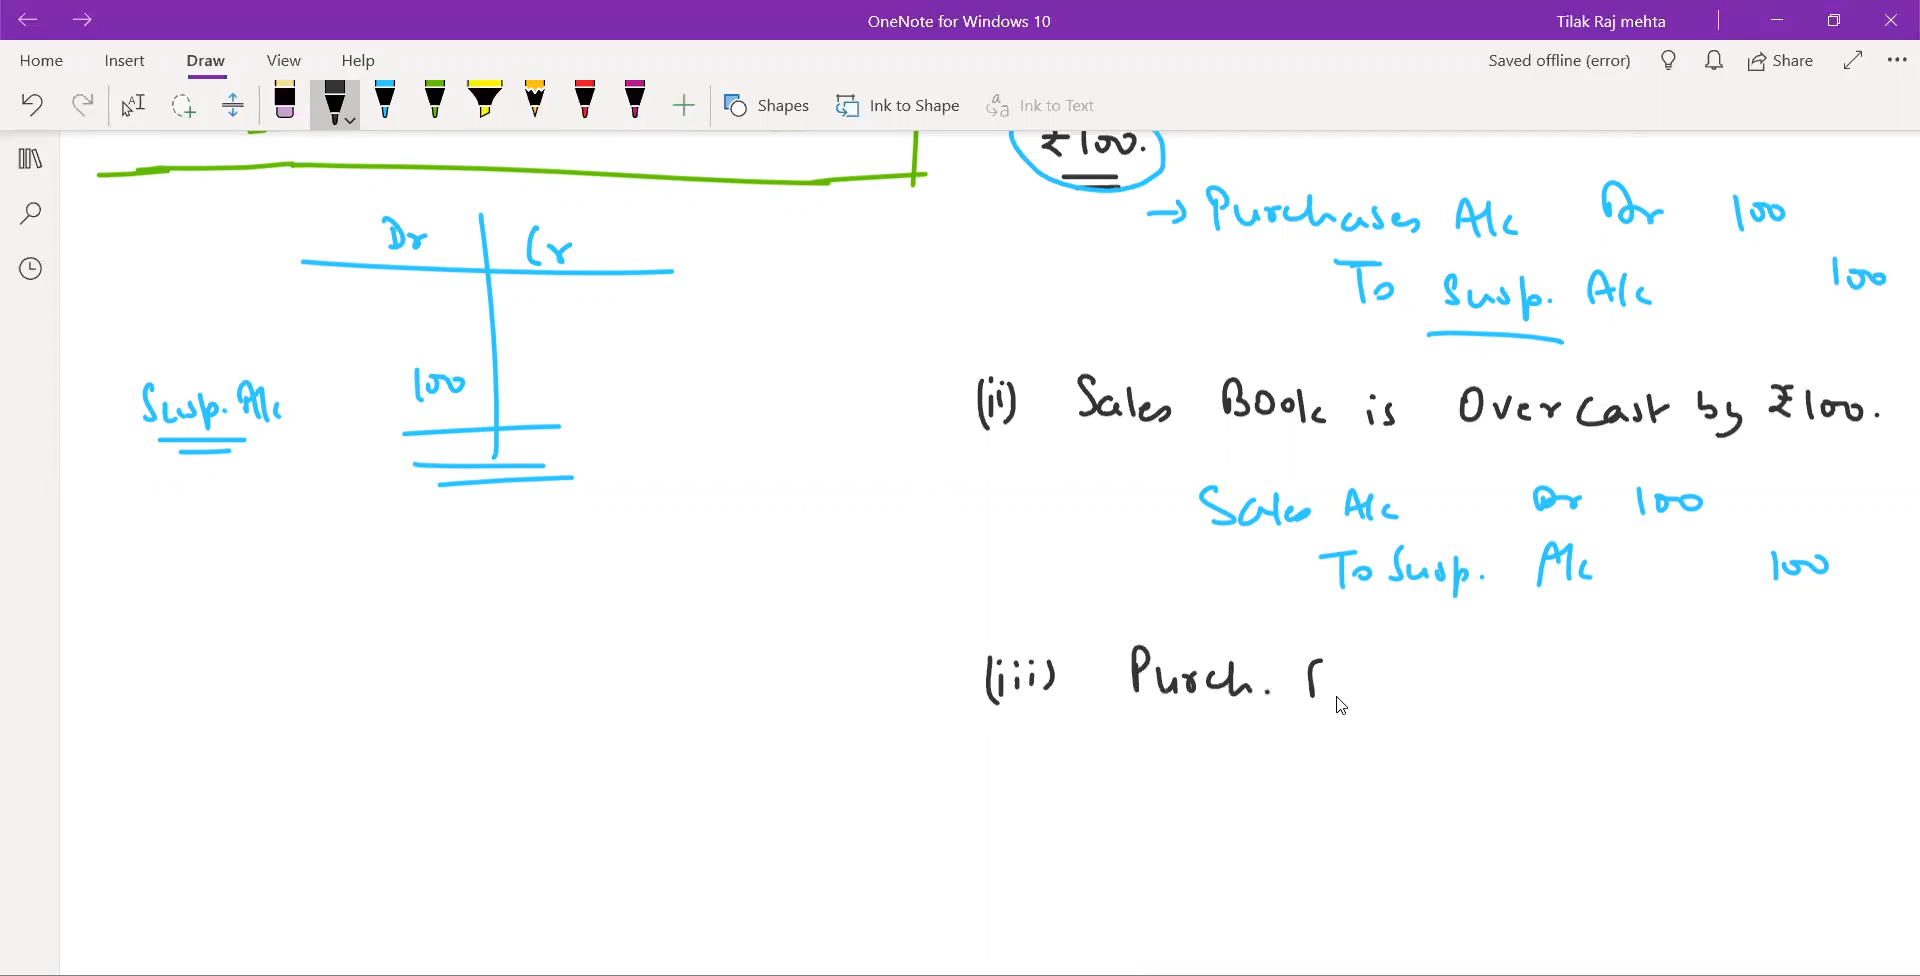 OneNote for Windows 10
Tilak Raj mehta
Home Insert Draw View Help
Saved offline (error) Share
Shapes Ink to Shape Ink to Text
₹100.
→ Purchases A/c Dr 100
To Susp. A/c 100
Dr Cr
100
Susp. A/c
(ii) Sales BOOk is Overcast by ₹100.
Sales A/c Dr 100
To Susp. A/c 100
(iii) Purch.